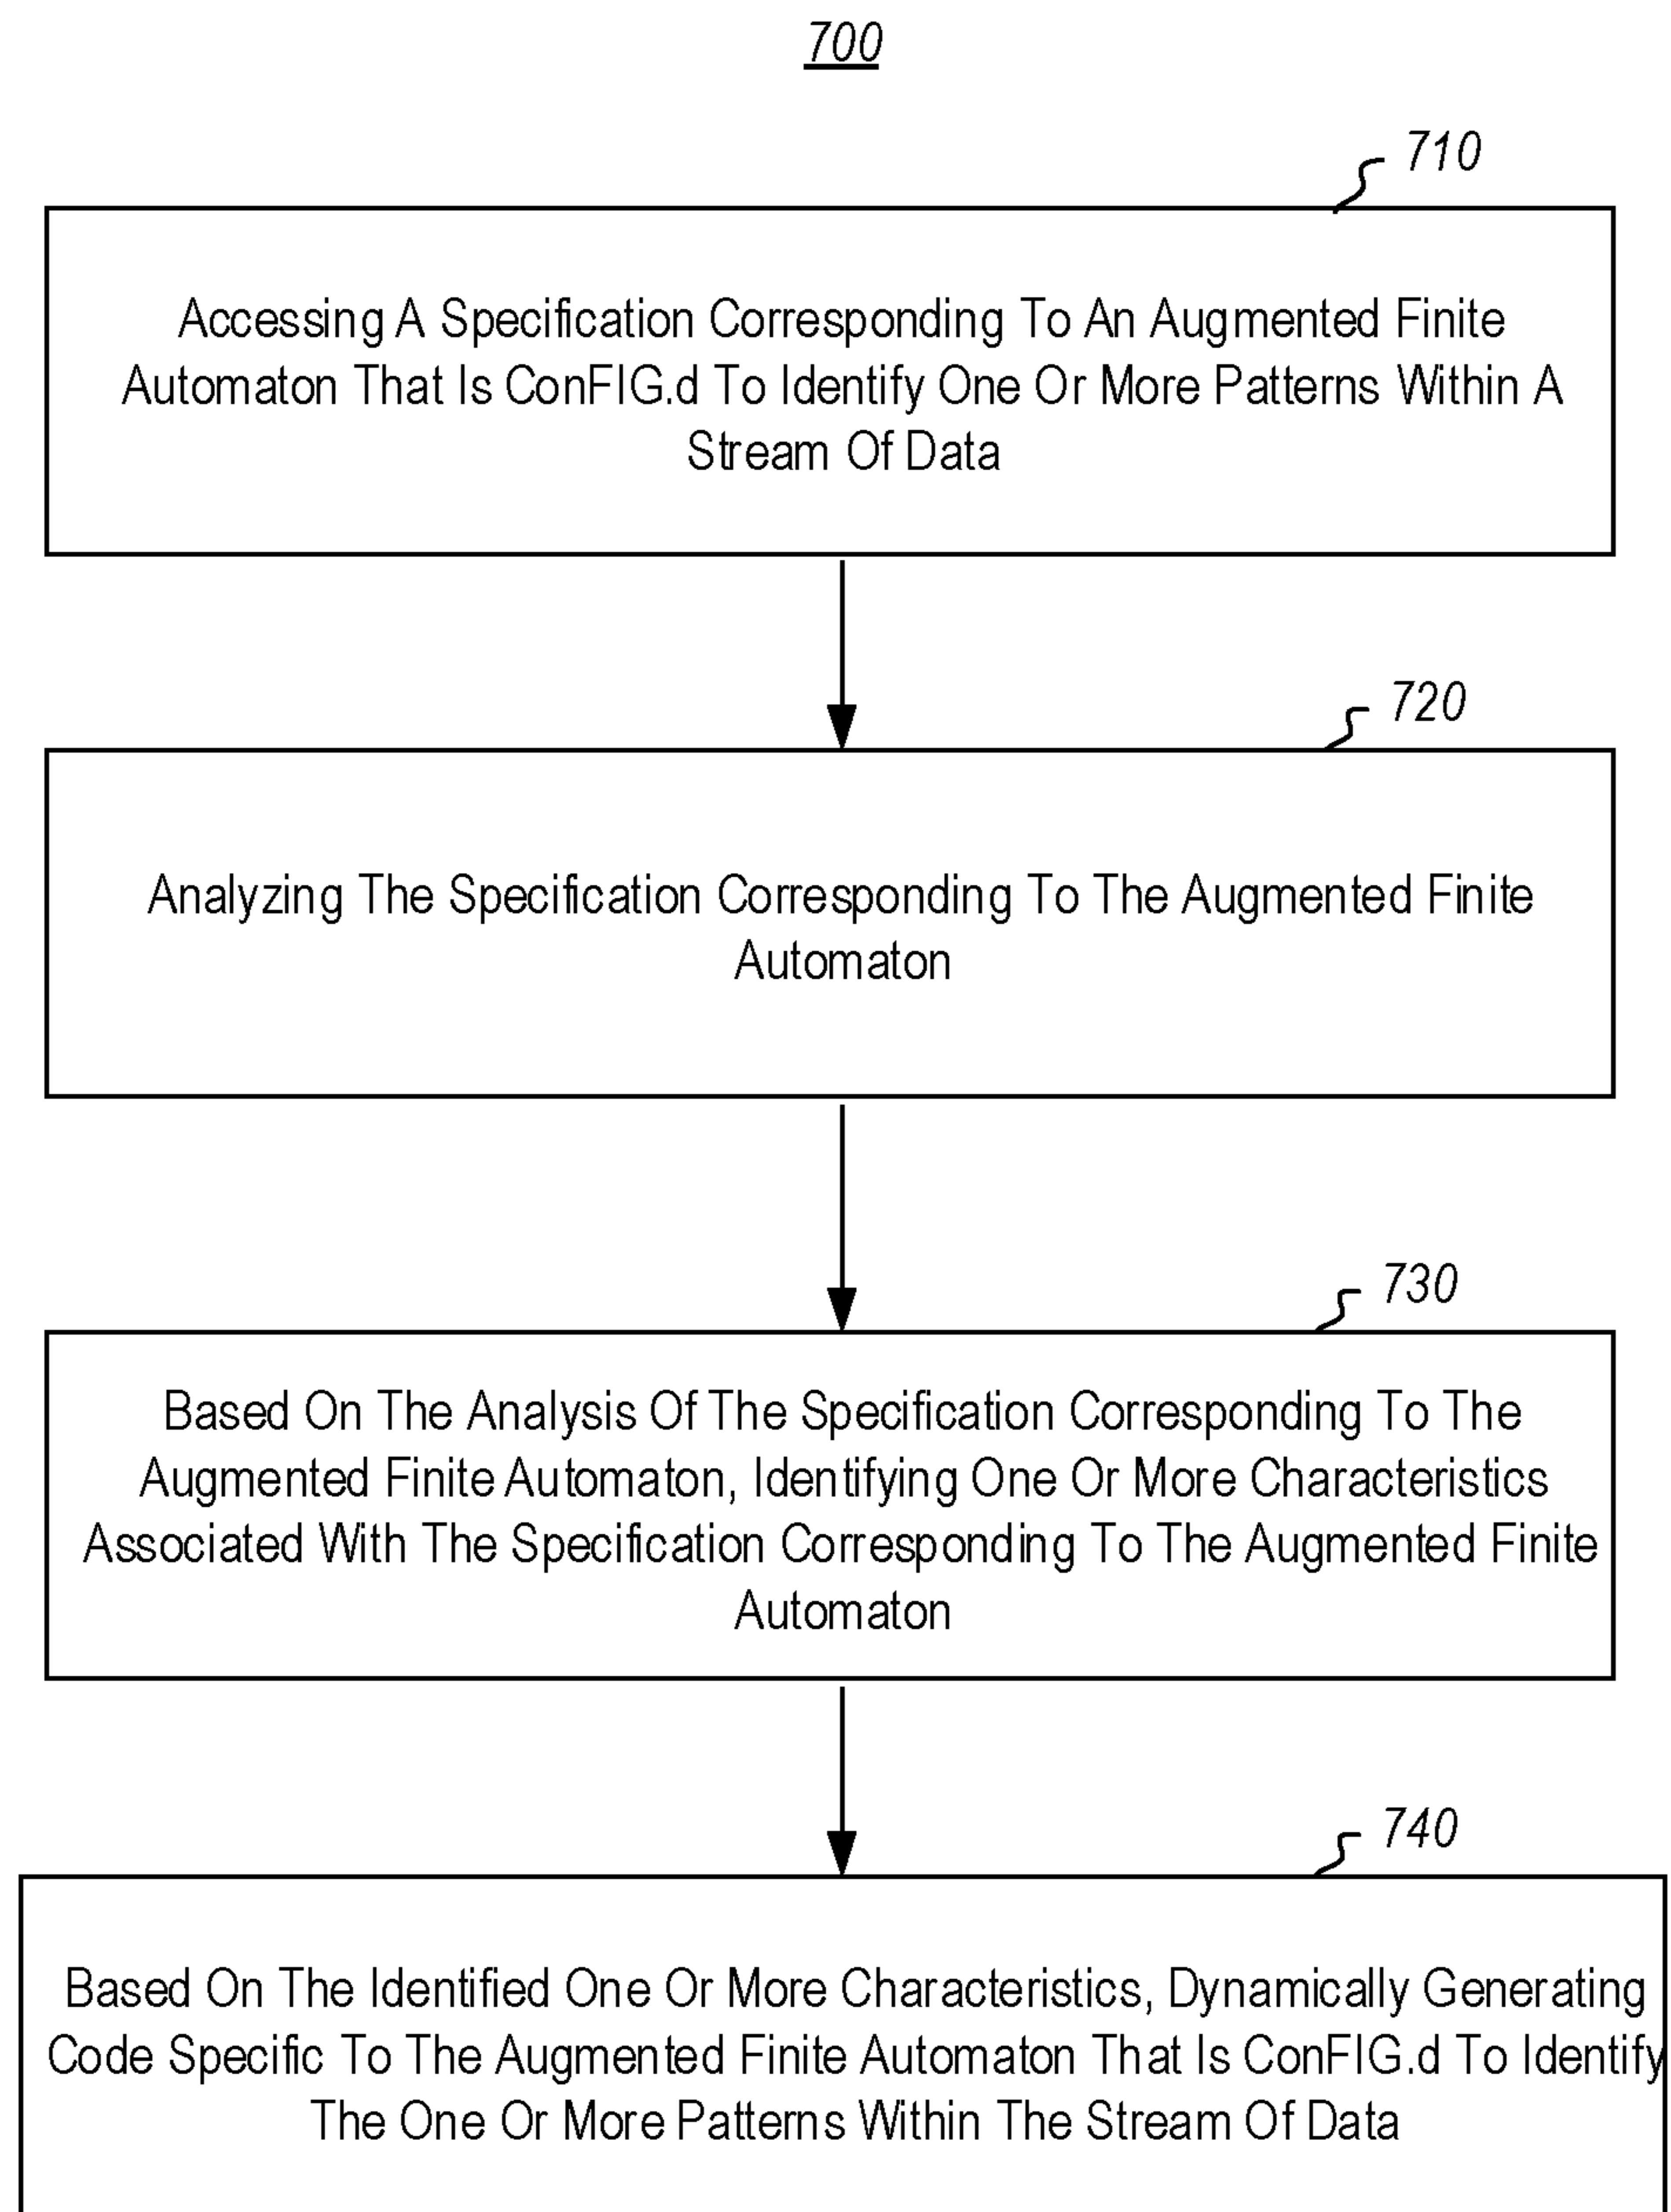 700
710
Accessing A Specification Corresponding To An Augmented Finite
Automaton That Is ConFIG.d To Identify One Or More Patterns Within A
Stream Of Data
720
Analyzing The Specification Corresponding To The Augmented Finite
Automaton
730
Based On The Analysis Of The Specification Corresponding To The
Augmented Finite Automaton, Identifying One Or More Characteristics
Associated With The Specification Corresponding To The Augmented Finite
Automaton
740
Based On The Identified One Or More Characteristics, Dynamically Generating
Code Specific To The Augmented Finite Automaton That Is ConFIG.d To Identify
The One Or More Patterns Within The Stream Of Data